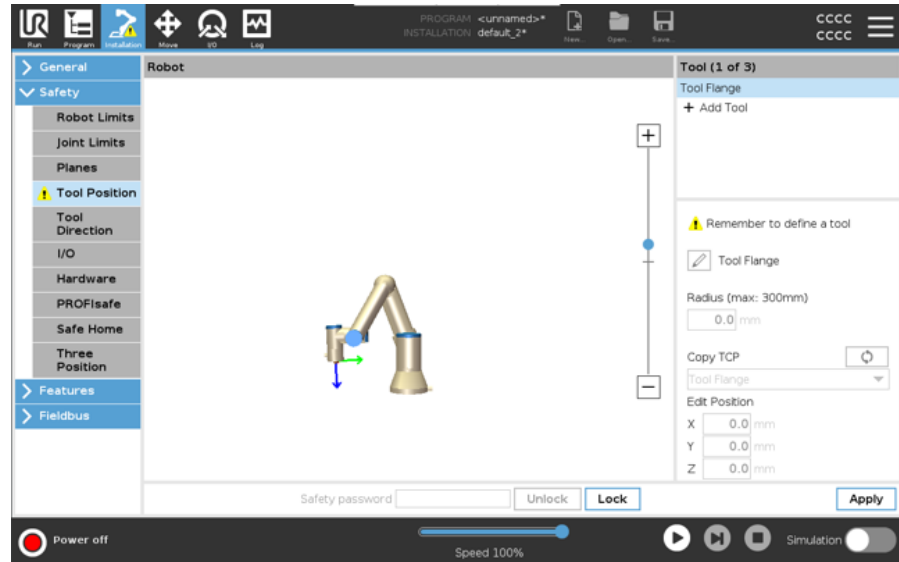 UR
PROGRAM <unnamed>*
INSTALLATION default_2*
Run Program Installation Move I/O Log New... Open... Save...
CCCC
CCCC
General
Safety
Robot Limits
Joint Limits
Planes
Tool Position
Tool
Direction
I/O
Hardware
PROFIsafe
Safe Home
Three
Position
Features
Fieldbus
Robot
Safety password
Unlock
Lock
Tool (1 of 3)
Tool Flange
+ Add Tool
Remember to define a tool
Tool Flange
Radius (max: 300mm)
0.0 mm
Copy TCP
Tool Flange
Edit Position
X 0.0 mm
Y 0.0 mm
Z 0.0 mm
Apply
Power off
Speed 100%
Simulation